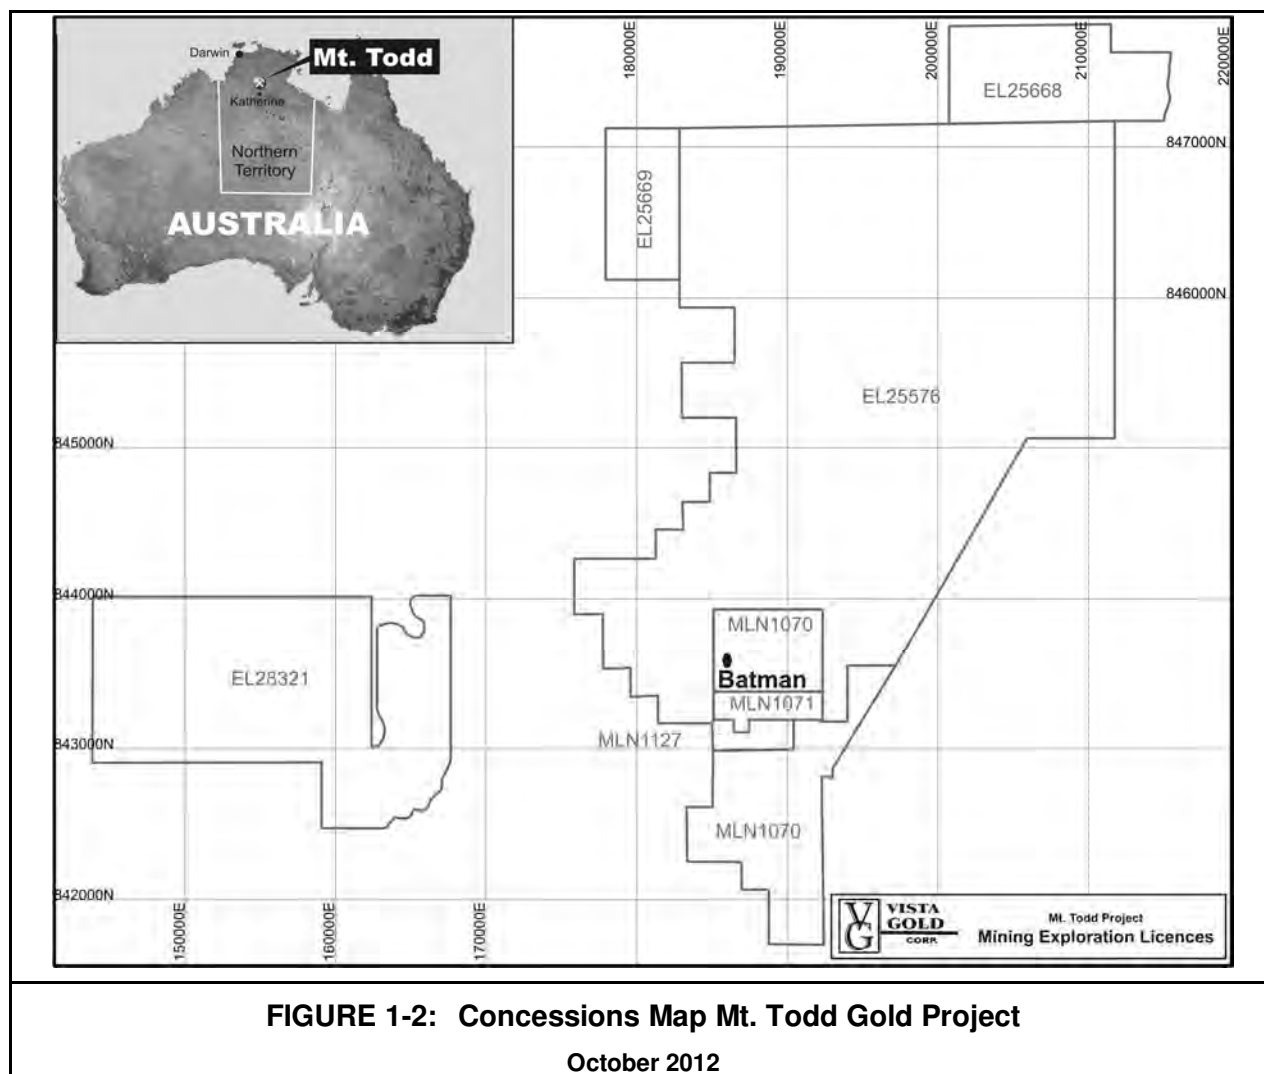 Darwin
Mt. Todd
Katherine
Northern
Territory
AUSTRALIA
180000E
190000E
200000E
210000E
220000E
EL25668
847000N
EL25669
846000N
EL25576
845000N
844000N
MLN1070
EL28321
Batman
MLN1071
MLN1127
843000N
MLN1070
842000N
150000E
160000E
170000E
VG
VISTA
GOLD
CORP.
Mt. Todd Project
Mining Exploration Licences
FIGURE 1-2: Concessions Map Mt. Todd Gold Project
October 2012